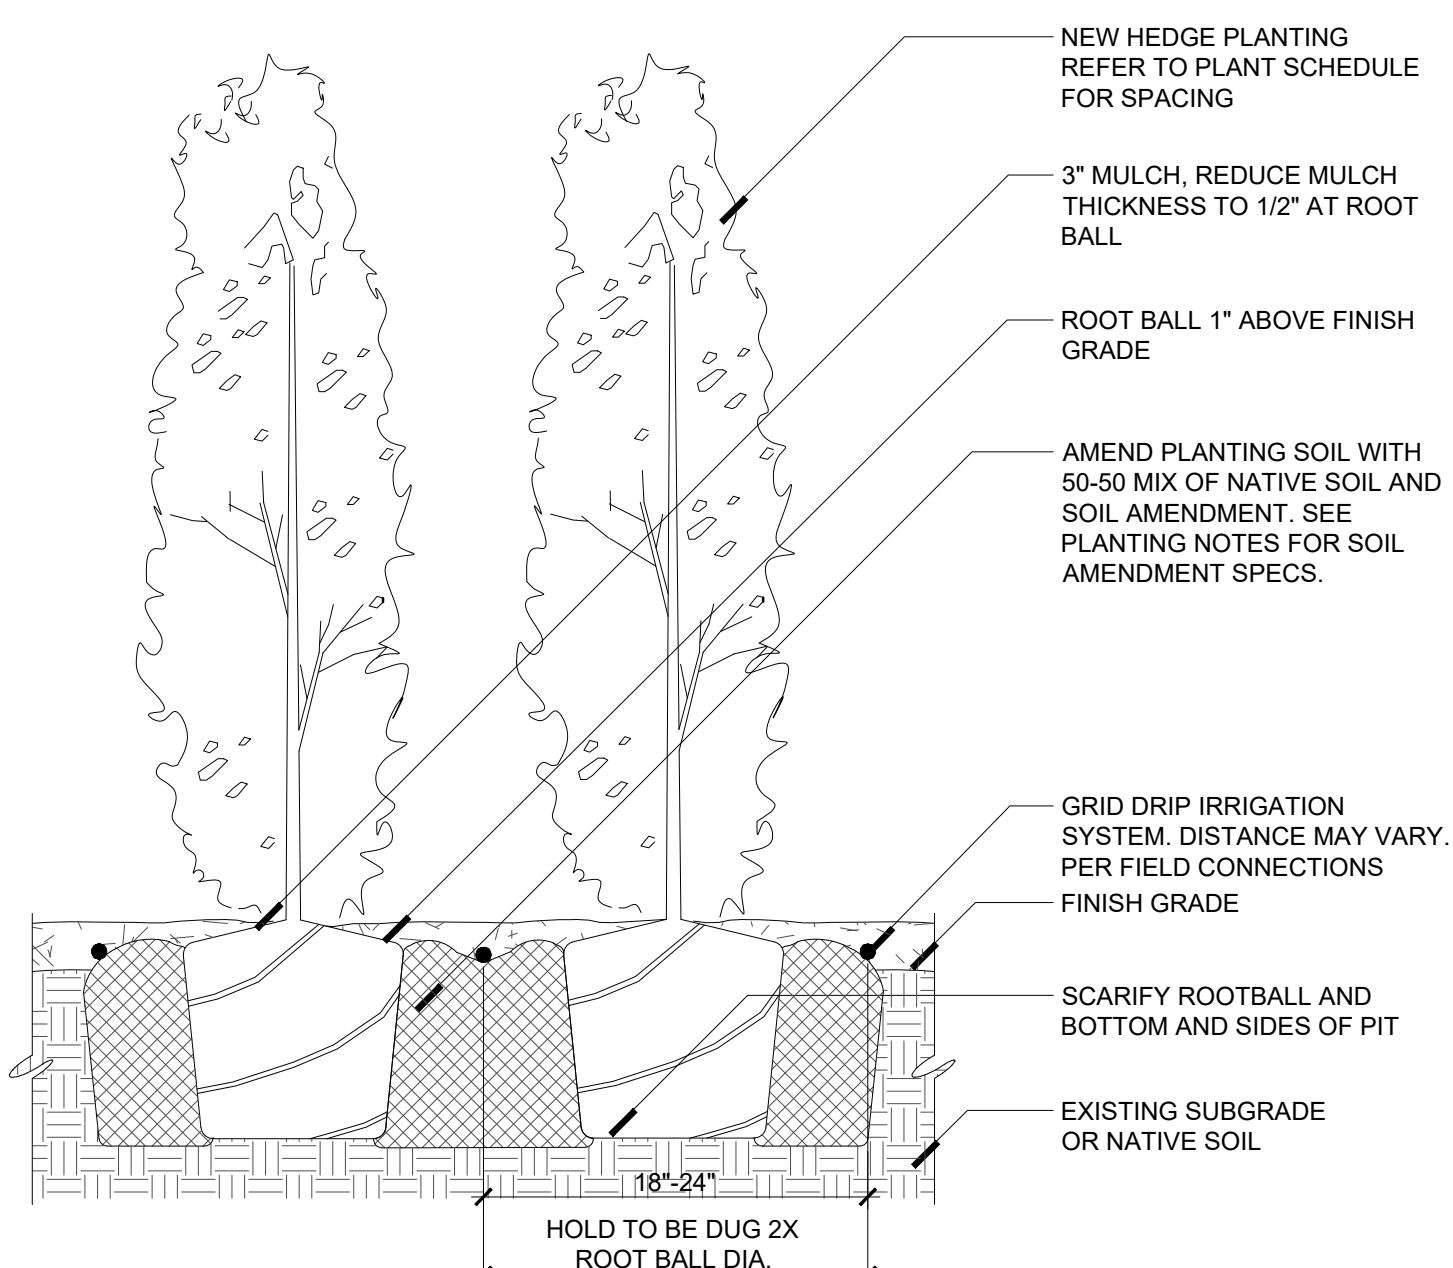 NEW HEDGE PLANTING
REFER TO PLANT SCHEDULE
FOR SPACING
3" MULCH, REDUCE MULCH
THICKNESS TO 1/2" AT ROOT
BALL
ROOT BALL 1" ABOVE FINISH
GRADE
AMEND PLANTING SOIL WITH
50-50 MIX OF NATIVE SOIL AND
SOIL AMENDMENT. SEE
PLANTING NOTES FOR SOIL
AMENDMENT SPECS.
GRID DRIP IRRIGATION
SYSTEM. DISTANCE MAY VARY.
PER FIELD CONNECTIONS
FINISH GRADE
SCARIFY ROOTBALL AND
BOTTOM AND SIDES OF PIT
EXISTING SUBGRADE
OR NATIVE SOIL
18"-24"
HOLD TO BE DUG 2X
ROOT BALL DIA.